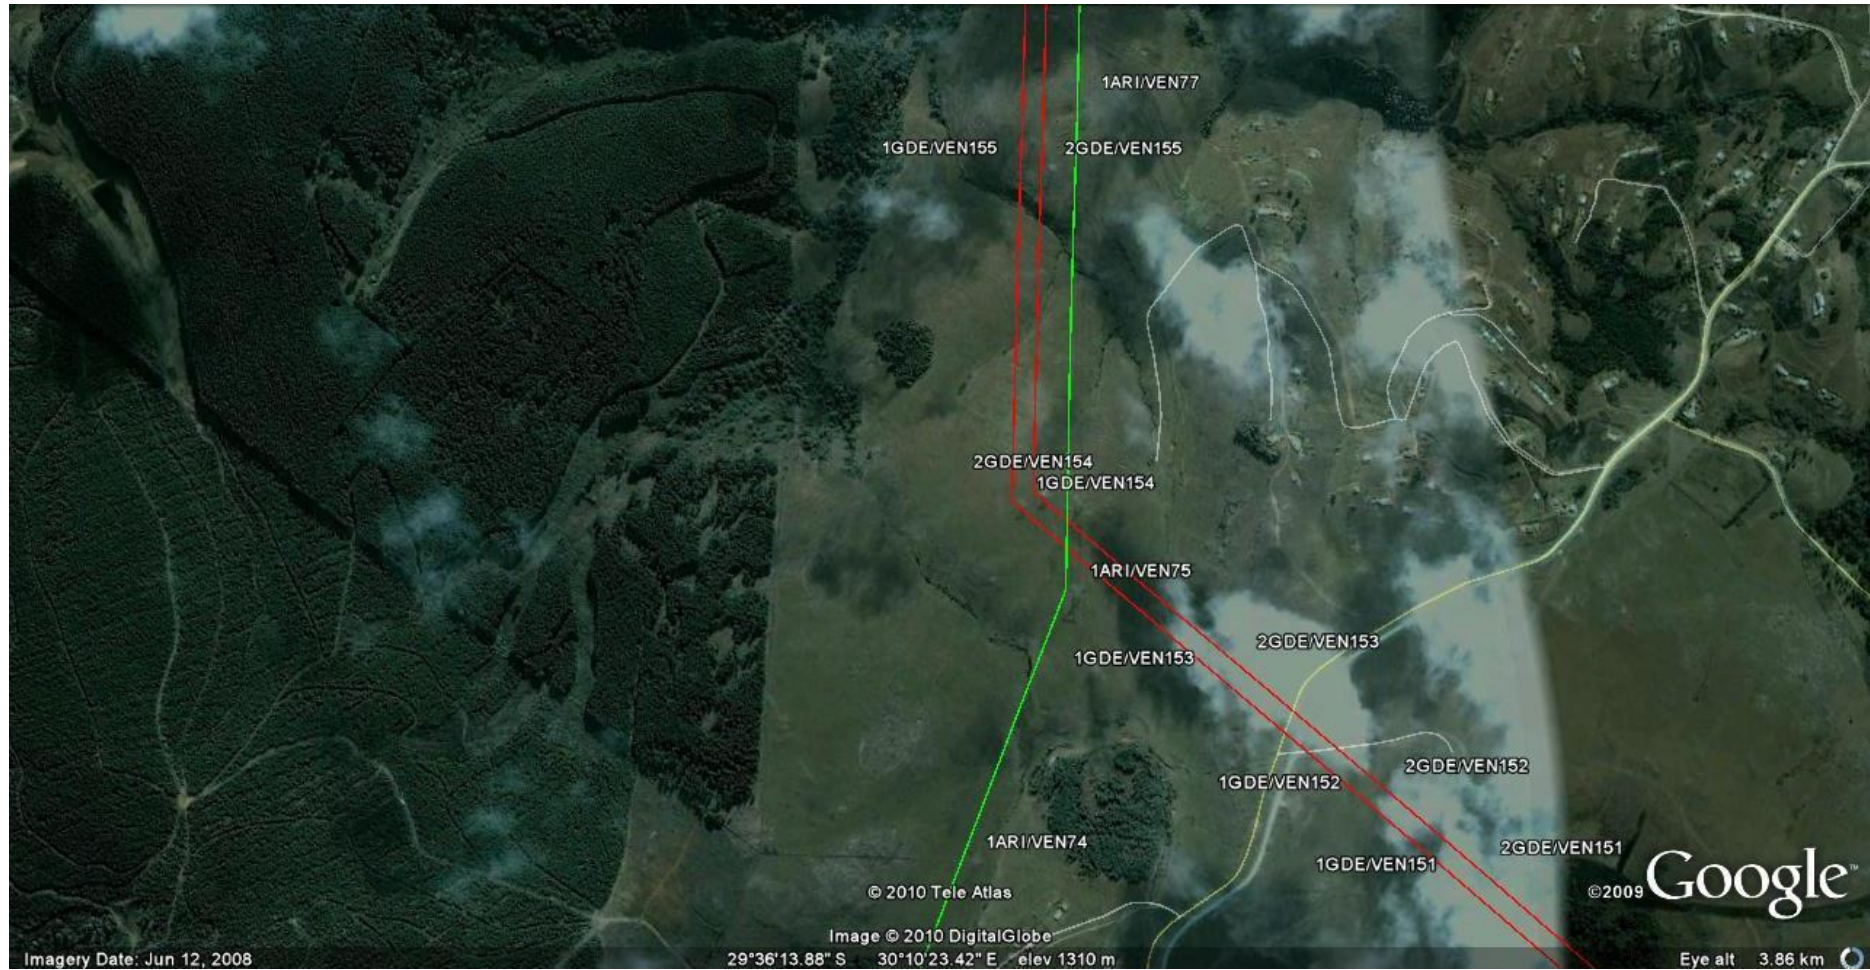 1ARI/VEN77
1GDE/VEN155
2GDE/VEN155
2GDE/VEN154
1GDE/VEN154
1ARI/VEN75
2GDE/VEN153
1GDE/VEN153
2GDE/VEN152
1GDE/VEN152
1ARI/VEN74
2GDE/VEN151
1GDE/VEN151
© 2010 Tele Atlas
©2009 Google™
Image © 2010 DigitalGlobe
Imagery Date: Jun 12, 2008 29°36'13.88" S 30°10'23.42" E elev 1310 m Eye alt 3.86 km